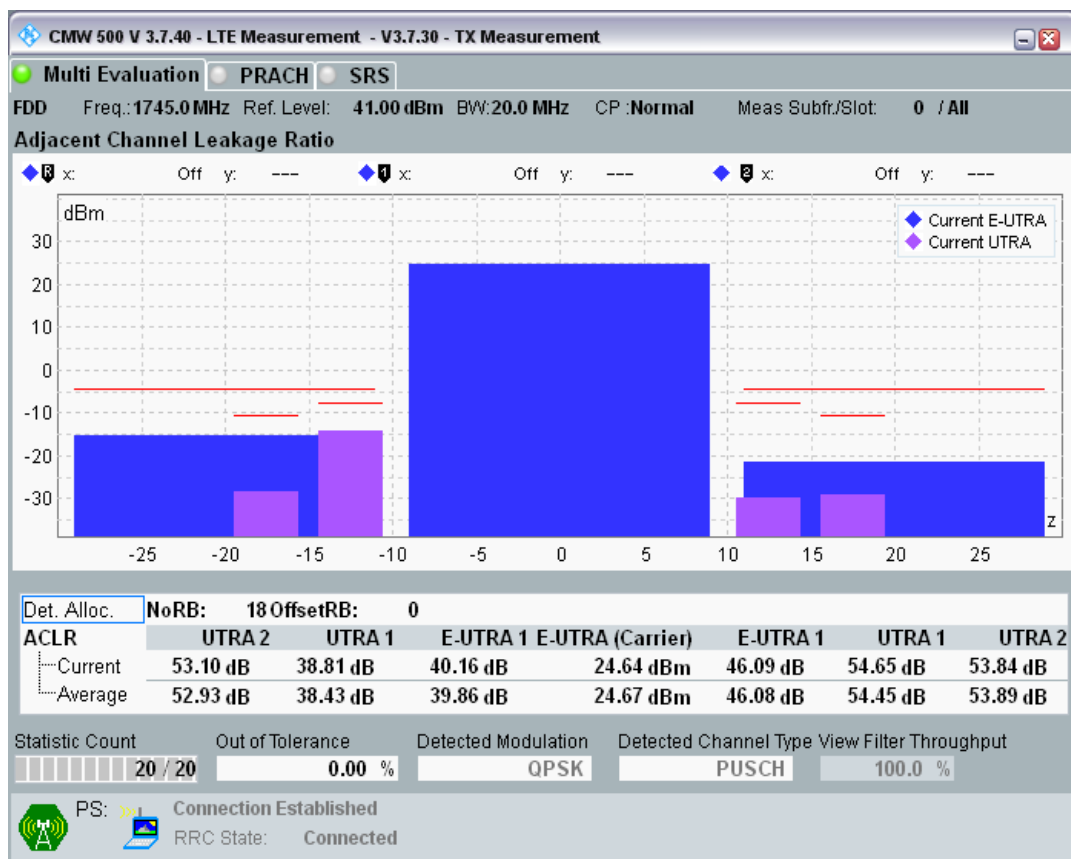 CMW 500 V 3.7.40 - LTE Measurement - V3.7.30 - TX Measurement
Multi Evaluation PRACH SRS
FDD Freq.: 1745.0 MHz Ref. Level: 41.00 dBm BW: 20.0 MHz CP : Normal Meas Subfr./Slot: 0 / All
Adjacent Channel Leakage Ratio
R x: Off y: --- 1 x: Off y: --- 2 x: Off y: ---
dBm
Current E-UTRA
Current UTRA
30
20
10
0
-10
-20
-30
z
-25 -20 -15 -10 -5 0 5 10 15 20 25
Det. Alloc. NoRB: 18 OffsetRB: 0
ACLR UTRA 2 UTRA 1 E-UTRA 1 E-UTRA (Carrier) E-UTRA 1 UTRA 1 UTRA 2
Current 53.10 dB 38.81 dB 40.16 dB 24.64 dBm 46.09 dB 54.65 dB 53.84 dB
Average 52.93 dB 38.43 dB 39.86 dB 24.67 dBm 46.08 dB 54.45 dB 53.89 dB
Statistic Count Out of Tolerance Detected Modulation Detected Channel Type View Filter Throughput
20 / 20 0.00 % QPSK PUSCH 100.0 %
PS: Connection Established
RRC State: Connected